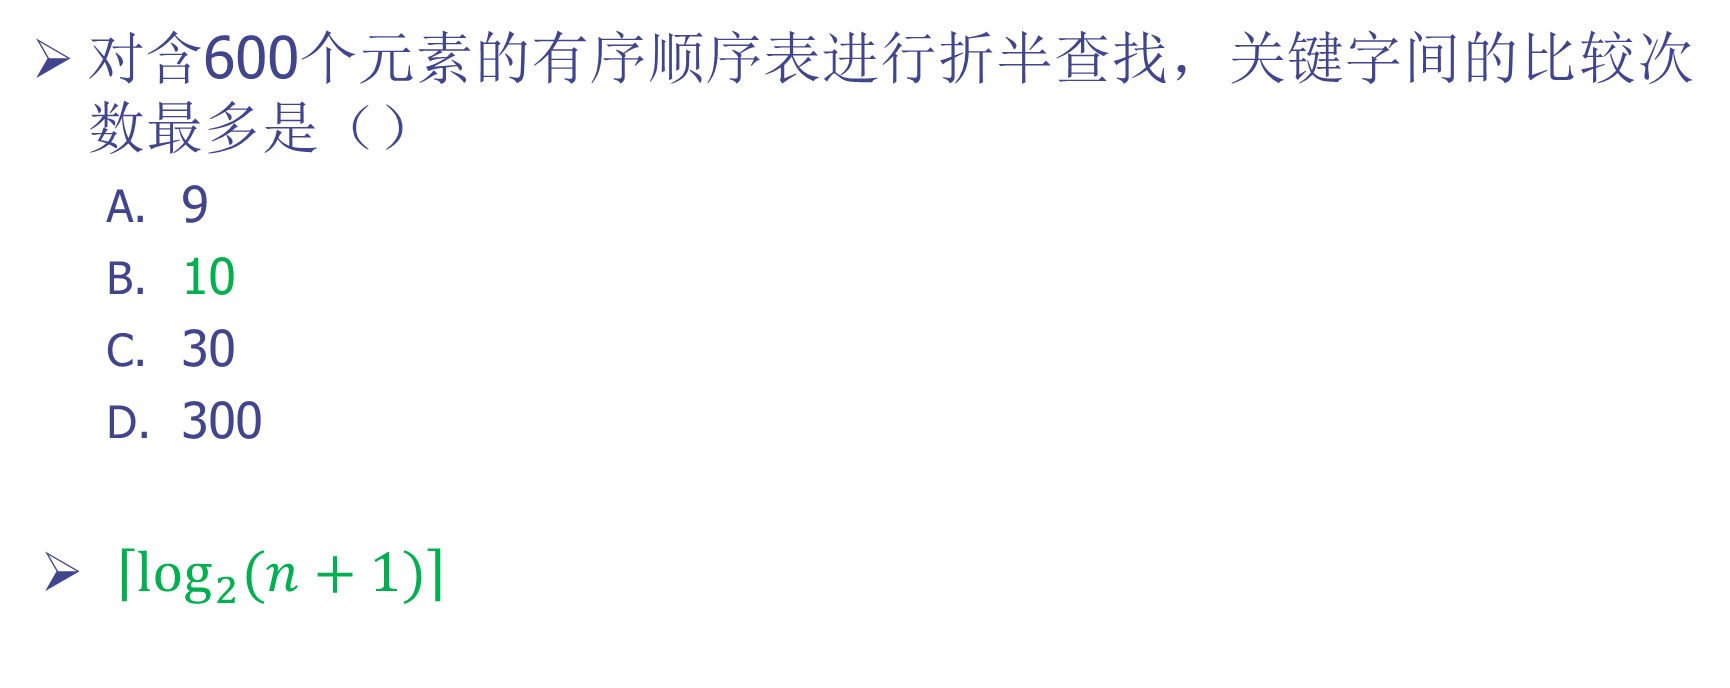 ➢ 对含600个元素的有序顺序表进行折半查找，关键字间的比较次
数最多是（）
A. 9
B. 10
C. 30
D. 300
➢ ⌈log₂(n + 1)⌉